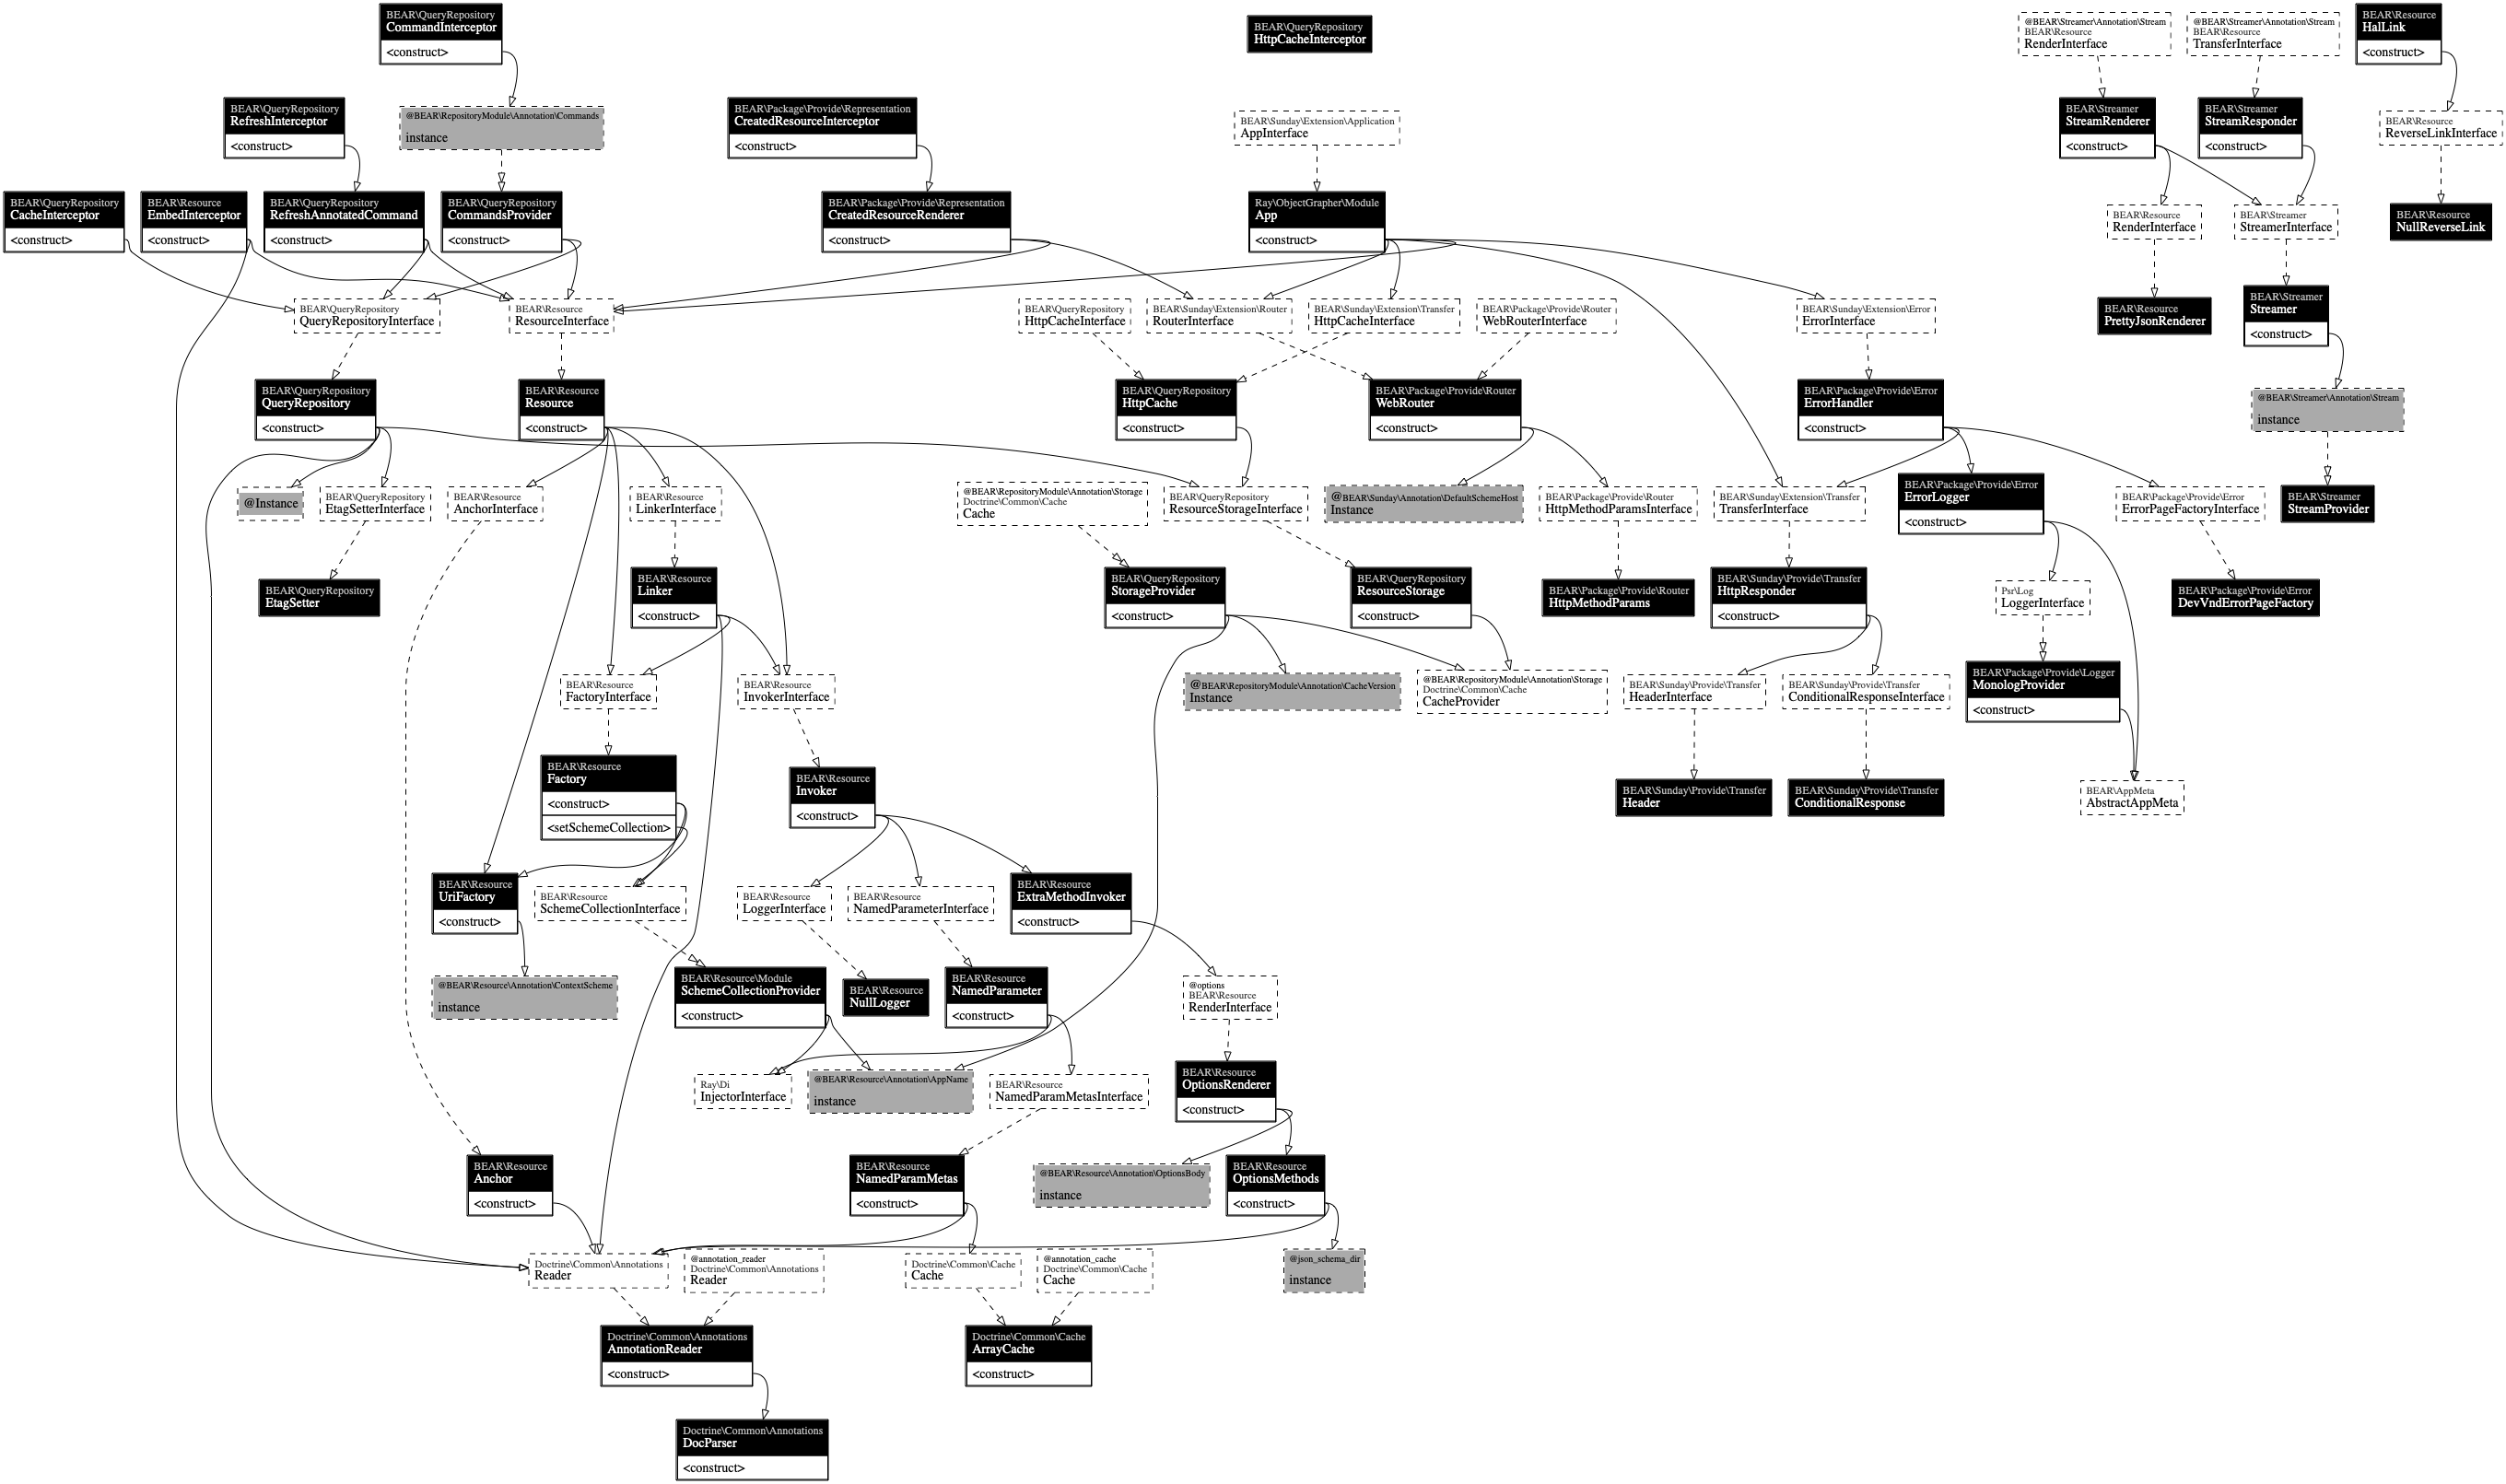 BEAR\QueryRepository
CommandInterceptor
<construct>
BEAR\QueryRepository
HttpCacheInterceptor
@BEAR\Streamer\Annotation\Stream
BEAR\Resource
RenderInterface
@BEAR\Streamer\Annotation\Stream
BEAR\Resource
TransferInterface
BEAR\Resource
HalLink
<construct>
BEAR\QueryRepository
RefreshInterceptor
<construct>
@BEAR\RepositoryModule\Annotation\Commands
instance
BEAR\Package\Provide\Representation
CreatedResourceInterceptor
<construct>
BEAR\Sunday\Extension\Application
AppInterface
BEAR\Streamer
StreamRenderer
<construct>
BEAR\Streamer
StreamResponder
<construct>
BEAR\Resource
ReverseLinkInterface
BEAR\QueryRepository
CacheInterceptor
<construct>
BEAR\Resource
EmbedInterceptor
<construct>
BEAR\QueryRepository
RefreshAnnotatedCommand
<construct>
BEAR\QueryRepository
CommandsProvider
<construct>
BEAR\Package\Provide\Representation
CreatedResourceRenderer
<construct>
Ray\ObjectGrapher\Module
App
<construct>
BEAR\Resource
RenderInterface
BEAR\Streamer
StreamerInterface
BEAR\Resource
NullReverseLink
BEAR\QueryRepository
QueryRepositoryInterface
BEAR\Resource
ResourceInterface
BEAR\QueryRepository
HttpCacheInterface
BEAR\Sunday\Extension\Router
RouterInterface
BEAR\Sunday\Extension\Transfer
HttpCacheInterface
BEAR\Package\Provide\Router
WebRouterInterface
BEAR\Sunday\Extension\Error
ErrorInterface
BEAR\Resource
PrettyJsonRenderer
BEAR\Streamer
Streamer
<construct>
BEAR\QueryRepository
QueryRepository
<construct>
BEAR\Resource
Resource
<construct>
BEAR\QueryRepository
HttpCache
<construct>
BEAR\Package\Provide\Router
WebRouter
<construct>
BEAR\Package\Provide\Error
ErrorHandler
<construct>
@BEAR\Streamer\Annotation\Stream
instance
@Instance
BEAR\QueryRepository
EtagSetterInterface
BEAR\Resource
AnchorInterface
BEAR\Resource
LinkerInterface
@BEAR\RepositoryModule\Annotation\Storage
Doctrine\Common\Cache
Cache
BEAR\QueryRepository
ResourceStorageInterface
@BEAR\Sunday\Annotation\DefaultSchemeHost
Instance
BEAR\Package\Provide\Router
HttpMethodParamsInterface
BEAR\Sunday\Extension\Transfer
TransferInterface
BEAR\Package\Provide\Error
ErrorLogger
<construct>
BEAR\Package\Provide\Error
ErrorPageFactoryInterface
BEAR\Streamer
StreamProvider
BEAR\QueryRepository
EtagSetter
BEAR\Resource
Linker
<construct>
BEAR\QueryRepository
StorageProvider
<construct>
BEAR\QueryRepository
ResourceStorage
<construct>
BEAR\Package\Provide\Router
HttpMethodParams
BEAR\Sunday\Provide\Transfer
HttpResponder
<construct>
Psr\Log
LoggerInterface
BEAR\Package\Provide\Error
DevVndErrorPageFactory
BEAR\Resource
FactoryInterface
BEAR\Resource
InvokerInterface
@BEAR\RepositoryModule\Annotation\CacheVersion
Instance
@BEAR\RepositoryModule\Annotation\Storage
Doctrine\Common\Cache
CacheProvider
BEAR\Sunday\Provide\Transfer
HeaderInterface
BEAR\Sunday\Provide\Transfer
ConditionalResponseInterface
BEAR\Package\Provide\Logger
MonologProvider
<construct>
BEAR\Resource
Factory
<construct>
<setSchemeCollection>
BEAR\Resource
Invoker
<construct>
BEAR\Sunday\Provide\Transfer
Header
BEAR\Sunday\Provide\Transfer
ConditionalResponse
BEAR\AppMeta
AbstractAppMeta
BEAR\Resource
UriFactory
<construct>
BEAR\Resource
SchemeCollectionInterface
BEAR\Resource
LoggerInterface
BEAR\Resource
NamedParameterInterface
BEAR\Resource
ExtraMethodInvoker
<construct>
@BEAR\Resource\Annotation\ContextScheme
instance
BEAR\Resource\Module
SchemeCollectionProvider
<construct>
BEAR\Resource
NullLogger
BEAR\Resource
NamedParameter
<construct>
@options
BEAR\Resource
RenderInterface
Ray\Di
InjectorInterface
@BEAR\Resource\Annotation\AppName
instance
BEAR\Resource
NamedParamMetasInterface
BEAR\Resource
OptionsRenderer
<construct>
BEAR\Resource
Anchor
<construct>
BEAR\Resource
NamedParamMetas
<construct>
@BEAR\Resource\Annotation\OptionsBody
instance
BEAR\Resource
OptionsMethods
<construct>
Doctrine\Common\Annotations
Reader
@annotation_reader
Doctrine\Common\Annotations
Reader
Doctrine\Common\Cache
Cache
@annotation_cache
Doctrine\Common\Cache
Cache
@json_schema_dir
instance
Doctrine\Common\Annotations
AnnotationReader
<construct>
Doctrine\Common\Cache
ArrayCache
<construct>
Doctrine\Common\Annotations
DocParser
<construct>